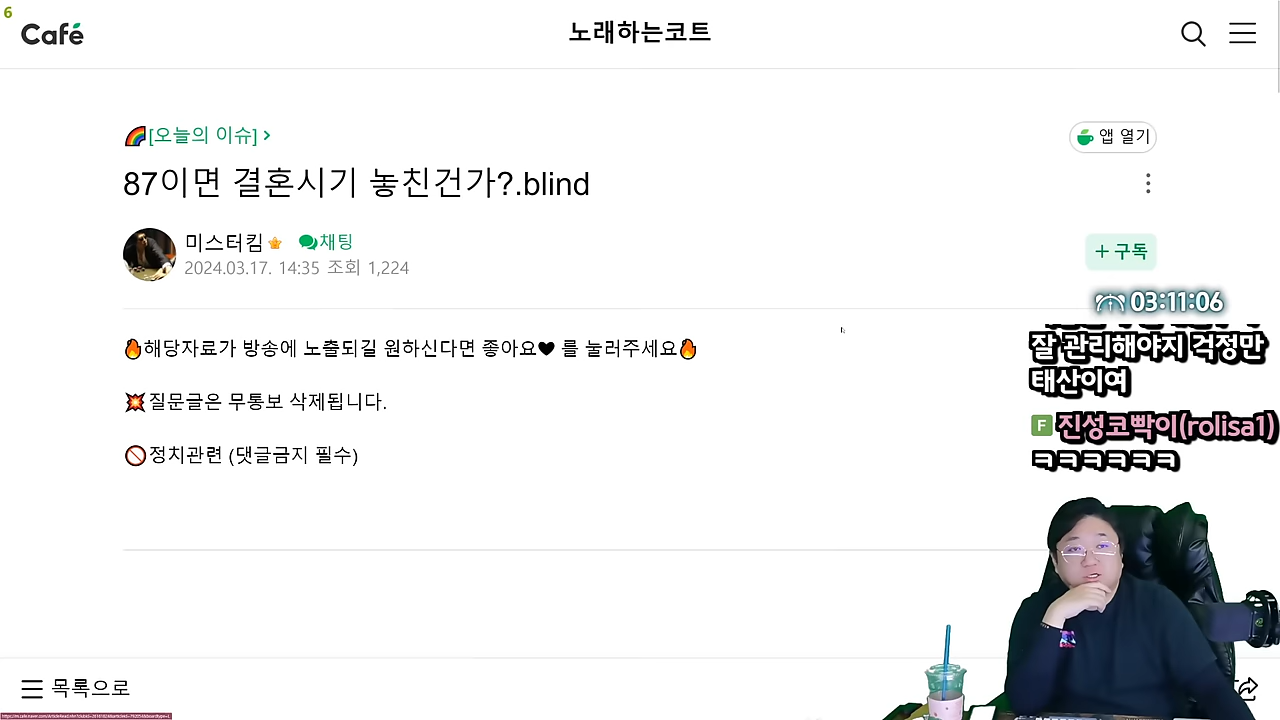 6
Café
노래하는코트
[오늘의 이슈] >
앱 열기
87이면 결혼시기 놓친건가?.blind
미스터킴 채팅
2024.03.17. 14:35 조회 1,224
+ 구독
03:11:06
🔥해당자료가 방송에 노출되길 원하신다면 좋아요♥ 를 눌러주세요🔥
잘 관리해야지 걱정만
태산이여
💥질문글은 무통보 삭제됩니다.
F 진성코빡이(rolisa1)
ㅋㅋㅋㅋㅋㅋ
🚫정치관련 (댓글금지 필수)
목록으로